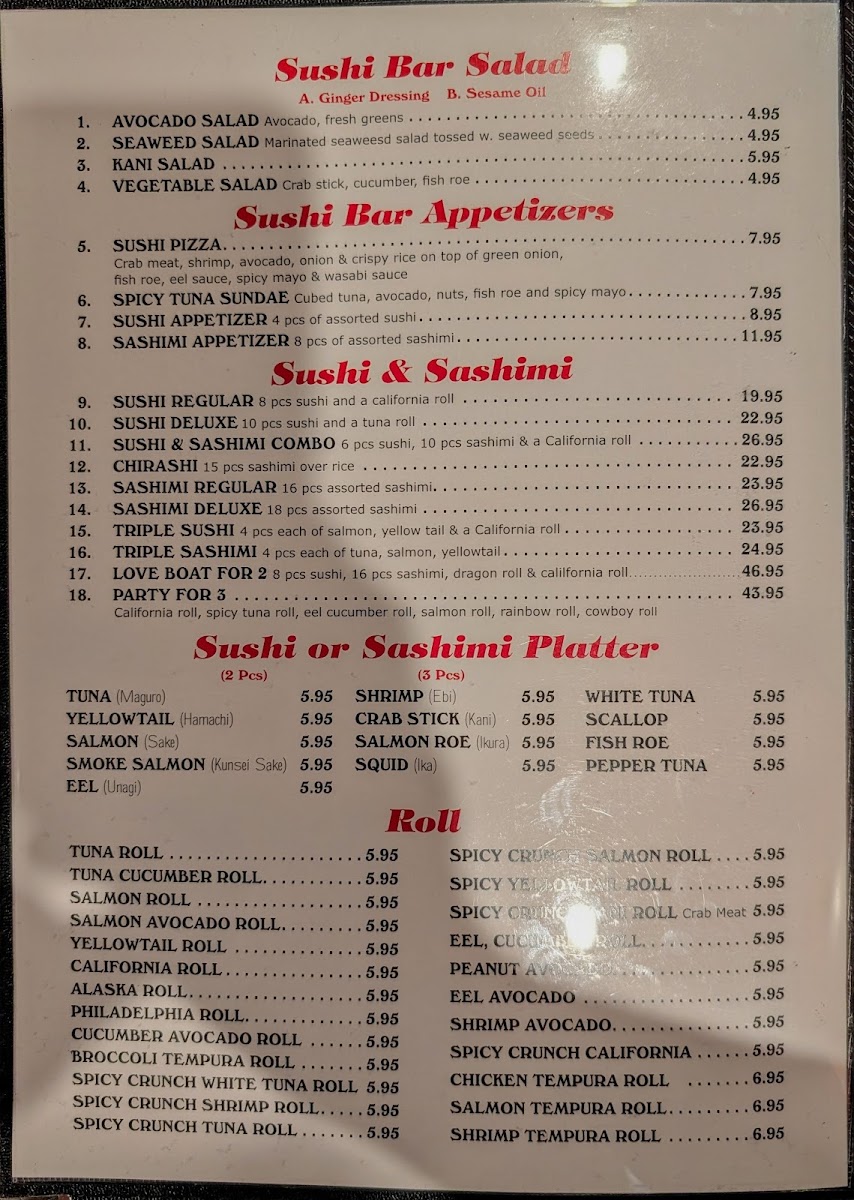 Sushi Bar Salad
A. Ginger Dressing B. Sesame Oil
1. AVOCADO SALAD Avocado, fresh greens 4.95
2. SEAWEED SALAD Marinated seaweesd salad tossed w. seaweed seeds 4.95
3. KANI SALAD 5.95
4. VEGETABLE SALAD Crab stick, cucumber, fish roe 4.95
Sushi Bar Appetizers
5. SUSHI PIZZA 7.95
Crab meat, shrimp, avocado, onion & crispy rice on top of green onion,
fish roe, eel sauce, spicy mayo & wasabi sauce
6. SPICY TUNA SUNDAE Cubed tuna, avocado, nuts, fish roe and spicy mayo 7.95
7. SUSHI APPETIZER 4 pcs of assorted sushi 8.95
8. SASHIMI APPETIZER 8 pcs of assorted sashimi 11.95
Sushi & Sashimi
9. SUSHI REGULAR 8 pcs sushi and a california roll 19.95
10. SUSHI DELUXE 10 pcs sushi and a tuna roll 22.95
11. SUSHI & SASHIMI COMBO 6 pcs sushi, 10 pcs sashimi & a California roll 26.95
12. CHIRASHI 15 pcs sashimi over rice 22.95
13. SASHIMI REGULAR 16 pcs assorted sashimi 23.95
14. SASHIMI DELUXE 18 pcs assorted sashimi 26.95
15. TRIPLE SUSHI 4 pcs each of salmon, yellow tail & a California roll 23.95
16. TRIPLE SASHIMI 4 pcs each of tuna, salmon, yellowtail 24.95
17. LOVE BOAT FOR 2 8 pcs sushi, 16 pcs sashimi, dragon roll & calilfornia roll 46.95
18. PARTY FOR 3 43.95
California roll, spicy tuna roll, eel cucumber roll, salmon roll, rainbow roll, cowboy roll
Sushi or Sashimi Platter
(2 Pcs) (3 Pcs)
TUNA (Maguro) 5.95 SHRIMP (Ebi) 5.95 WHITE TUNA 5.95
YELLOWTAIL (Hamachi) 5.95 CRAB STICK (Kani) 5.95 SCALLOP 5.95
SALMON (Sake) 5.95 SALMON ROE (Ikura) 5.95 FISH ROE 5.95
SMOKE SALMON (Kunsei Sake) 5.95 SQUID (Ika) 5.95 PEPPER TUNA 5.95
EEL (Unagi) 5.95
Roll
TUNA ROLL 5.95
TUNA CUCUMBER ROLL 5.95
SALMON ROLL 5.95
SALMON AVOCADO ROLL 5.95
YELLOWTAIL ROLL 5.95
CALIFORNIA ROLL 5.95
ALASKA ROLL 5.95
PHILADELPHIA ROLL 5.95
CUCUMBER AVOCADO ROLL 5.95
BROCCOLI TEMPURA ROLL 5.95
SPICY CRUNCH WHITE TUNA ROLL 5.95
SPICY CRUNCH SHRIMP ROLL 5.95
SPICY CRUNCH TUNA ROLL 5.95
SPICY CRUNCH SALMON ROLL 5.95
SPICY YELLOWTAIL ROLL 5.95
SPICY CRUNCH ROLL Crab Meat 5.95
EEL, CUCUMBER ROLL 5.95
PEANUT AVOCADO 5.95
EEL AVOCADO 5.95
SHRIMP AVOCADO 5.95
SPICY CRUNCH CALIFORNIA 5.95
CHICKEN TEMPURA ROLL 6.95
SALMON TEMPURA ROLL 6.95
SHRIMP TEMPURA ROLL 6.95